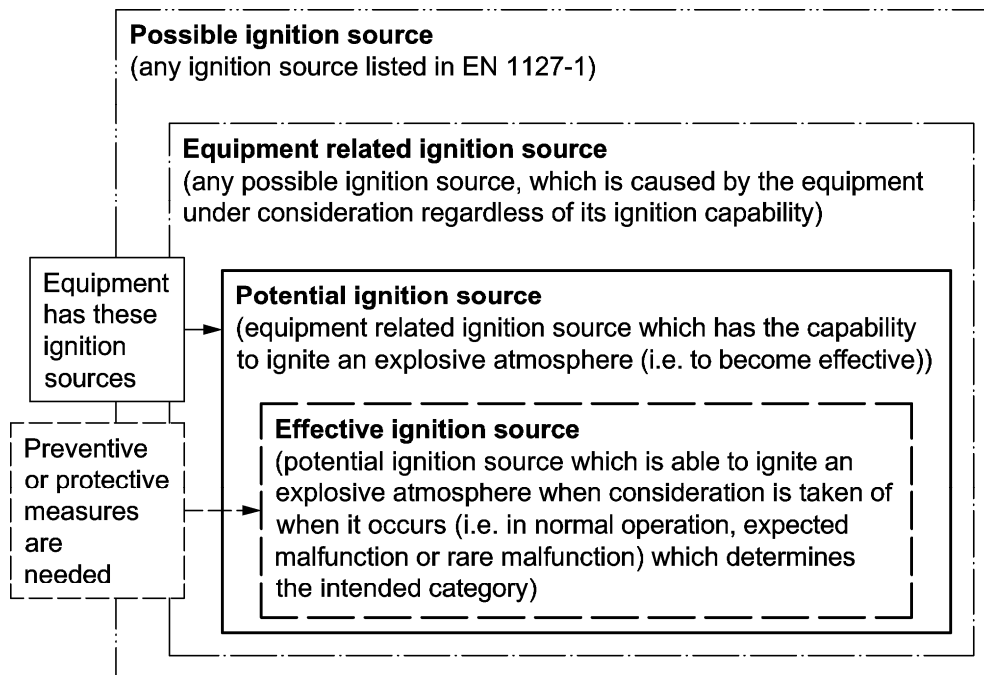 Possible ignition source
(any ignition source listed in EN 1127-1)
Equipment related ignition source
(any possible ignition source, which is caused by the equipment
under consideration regardless of its ignition capability)
Equipment
has these
ignition
sources
Potential ignition source
(equipment related ignition source which has the capability
to ignite an explosive atmosphere (i.e. to become effective))
Preventive
or protective
measures
are
needed
Effective ignition source
(potential ignition source which is able to ignite an
explosive atmosphere when consideration is taken of
when it occurs (i.e. in normal operation, expected
malfunction or rare malfunction) which determines
the intended category)